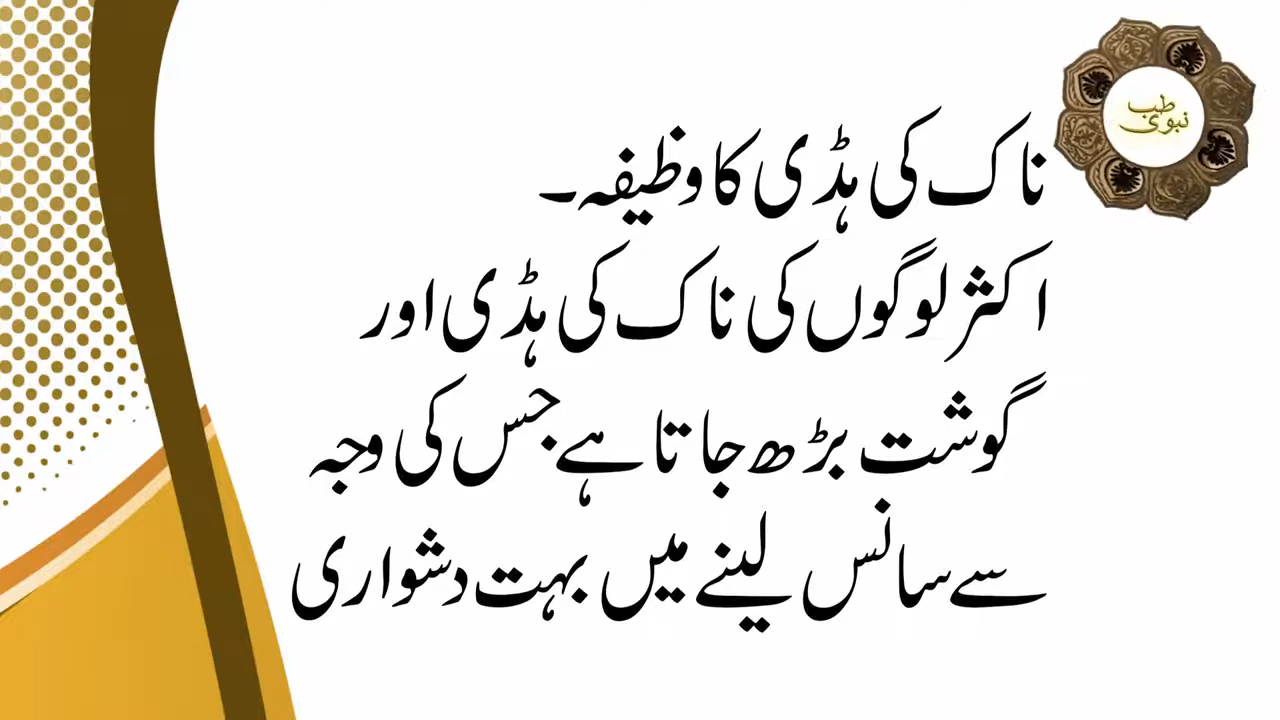 طب نبوی
ناک کی ہڈی کا وظیفہ۔
اکثر لوگوں کی ناک کی ہڈی اور
گوشت بڑھ جاتا ہے جس کی وجہ
سے سانس لینے میں بہت دشواری